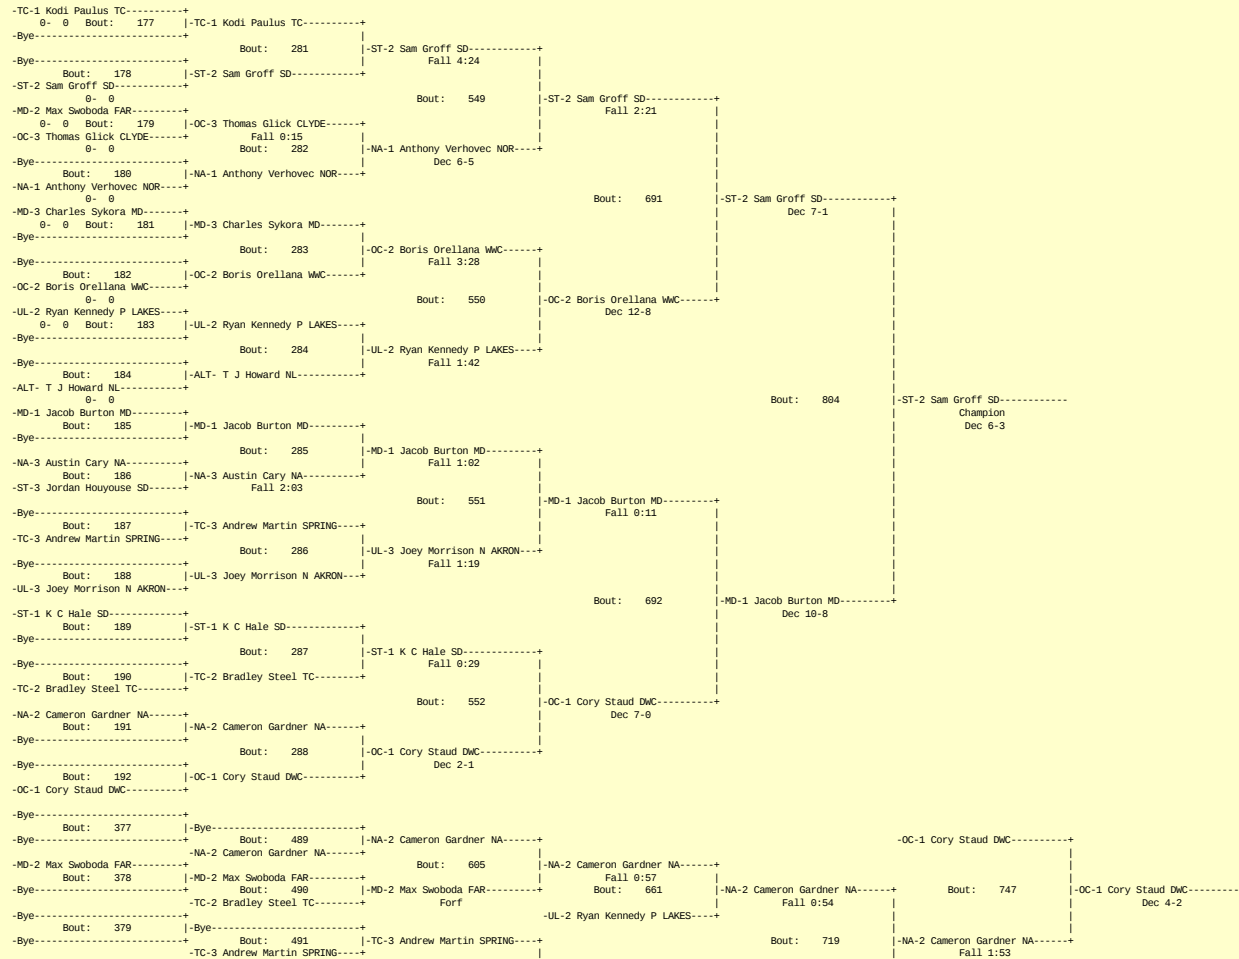 -TC-1 Kodi Paulus TC----------+
0-  0   Bout:    177      |-TC-1 Kodi Paulus TC----------+
-Bye--------------------------+                              |
Bout:    281      |-ST-2 Sam Groff SD------------+
-Bye--------------------------+                              |         Fall 4:24          |
Bout:    178      |-ST-2 Sam Groff SD------------+                              |
-ST-2 Sam Groff SD------------+                                                             |
0-  0                                                     Bout:    549      |-ST-2 Sam Groff SD------------+
-MD-2 Max Swoboda FAR---------+                                                             |          Fall 2:21           |
0-  0   Bout:    179      |-OC-3 Thomas Glick CLYDE------+                              |                              |
-OC-3 Thomas Glick CLYDE------+          Fall 0:15           |                              |                              |
0-  0                              Bout:    282      |-NA-1 Anthony Verhovec NOR----+                              |
-Bye--------------------------+                              |           Dec 6-5                                           |
Bout:    180      |-NA-1 Anthony Verhovec NOR----+                                                             |
-NA-1 Anthony Verhovec NOR----+                                                                                            |
0-  0                                                                                    Bout:    691      |-ST-2 Sam Groff SD------------+
-MD-3 Charles Sykora MD-------+                                                                                            |           Dec 7-1            |
0-  0   Bout:    181      |-MD-3 Charles Sykora MD-------+                                                             |                              |
-Bye--------------------------+                              |                                                             |                              |
Bout:    283      |-OC-2 Boris Orellana WWC------+                              |                              |
-Bye--------------------------+                              |          Fall 3:28           |                              |                              |
Bout:    182      |-OC-2 Boris Orellana WWC------+                              |                              |                              |
-OC-2 Boris Orellana WWC------+                                                             |                              |                              |
0-  0                                                     Bout:    550      |-OC-2 Boris Orellana WWC------+                              |
-UL-2 Ryan Kennedy P LAKES----+                                                             |          Dec 12-8                                           |
0-  0   Bout:    183      |-UL-2 Ryan Kennedy P LAKES----+                              |                                                             |
-Bye--------------------------+                              |                              |                                                             |
Bout:    284      |-UL-2 Ryan Kennedy P LAKES----+                                                             |
-Bye--------------------------+                              |          Fall 1:42                                                                         |
Bout:    184      |-ALT- T J Howard NL-----------+                                                                                            |
-ALT- T J Howard NL-----------+                                                                                                                           |
0-  0                                                                                                                   Bout:    804      |-ST-2 Sam Groff SD------------
-MD-1 Jacob Burton MD---------+                                                                                                                           |           Champion
Bout:    185      |-MD-1 Jacob Burton MD---------+                                                                                            |            Dec 6-3
-Bye--------------------------+                              |                                                                                            |
Bout:    285      |-MD-1 Jacob Burton MD---------+                                                             |
-NA-3 Austin Cary NA----------+                              |          Fall 1:02           |                                                             |
Bout:    186      |-NA-3 Austin Cary NA----------+                              |                                                             |
-ST-3 Jordan Houyouse SD------+          Fall 2:03                                          |                                                             |
Bout:    551      |-MD-1 Jacob Burton MD---------+                              |
-Bye--------------------------+                                                             |          Fall 0:11           |                              |
Bout:    187      |-TC-3 Andrew Martin SPRING----+                              |                              |                              |
-TC-3 Andrew Martin SPRING----+                              |                              |                              |                              |
Bout:    286      |-UL-3 Joey Morrison N AKRON---+                              |                              |
-Bye--------------------------+                              |          Fall 1:19                                          |                              |
Bout:    188      |-UL-3 Joey Morrison N AKRON---+                                                             |                              |
-UL-3 Joey Morrison N AKRON---+                                                                                            |                              |
Bout:    692      |-MD-1 Jacob Burton MD---------+
-ST-1 K C Hale SD-------------+                                                                                            |          Dec 10-8
Bout:    189      |-ST-1 K C Hale SD-------------+                                                             |
-Bye--------------------------+                              |                                                             |
Bout:    287      |-ST-1 K C Hale SD-------------+                              |
-Bye--------------------------+                              |          Fall 0:29           |                              |
Bout:    190      |-TC-2 Bradley Steel TC--------+                              |                              |
-TC-2 Bradley Steel TC--------+                                                             |                              |
Bout:    552      |-OC-1 Cory Staud DWC----------+
-NA-2 Cameron Gardner NA------+                                                             |           Dec 7-0
Bout:    191      |-NA-2 Cameron Gardner NA------+                              |
-Bye--------------------------+                              |                              |
Bout:    288      |-OC-1 Cory Staud DWC----------+
-Bye--------------------------+                              |           Dec 2-1
Bout:    192      |-OC-1 Cory Staud DWC----------+
-OC-1 Cory Staud DWC----------+
-Bye--------------------------+
Bout:    377      |-Bye--------------------------+
-Bye--------------------------+        Bout:    489      |-NA-2 Cameron Gardner NA------+                                                             -OC-1 Cory Staud DWC----------+
-NA-2 Cameron Gardner NA------+                              |                                                                                            |
-MD-2 Max Swoboda FAR---------+                                        Bout:    605      |-NA-2 Cameron Gardner NA------+                                                             |
Bout:    378      |-MD-2 Max Swoboda FAR---------+                              |          Fall 0:57           |                                                             |
-Bye--------------------------+        Bout:    490      |-MD-2 Max Swoboda FAR---------+        Bout:    661      |-NA-2 Cameron Gardner NA------+        Bout:    747      |-OC-1 Cory Staud DWC----------
-TC-2 Bradley Steel TC--------+            Forf                                             |          Fall 0:54           |                              |           Dec 4-2
-Bye--------------------------+                                                             -UL-2 Ryan Kennedy P LAKES----+                              |                              |
Bout:    379      |-Bye--------------------------+                                                                                            |                              |
-Bye--------------------------+        Bout:    491      |-TC-3 Andrew Martin SPRING----+                                      Bout:    719      |-NA-2 Cameron Gardner NA------+
-TC-3 Andrew Martin SPRING----+                              |                                                             |          Fall 1:53